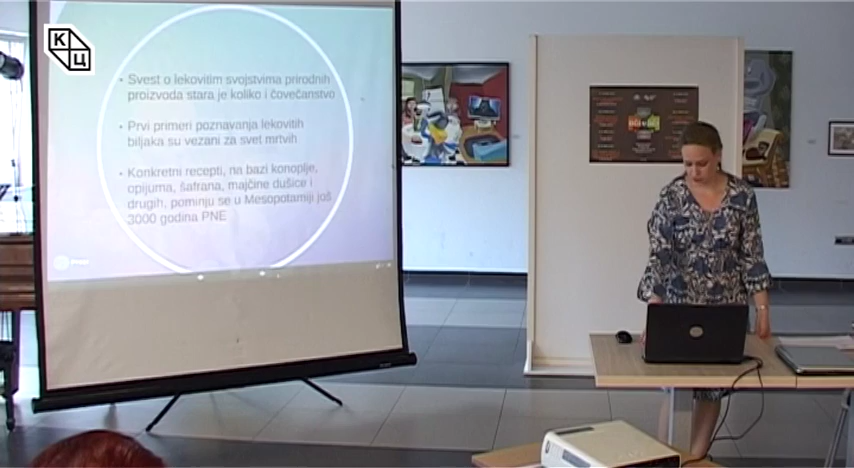 КЦ
• Svest o lekovitim svojstvima prirodnih
proizvoda stara je koliko i čovečanstvo
• Prvi primeri poznavanja lekovitih
biljaka su vezani za svet mrtvih
• Konkretni recepti, na bazi konoplje,
opijuma, šafrana, majčine dušice i
drugih, pominju se u Mesopotamiji još
3000 godina PNE